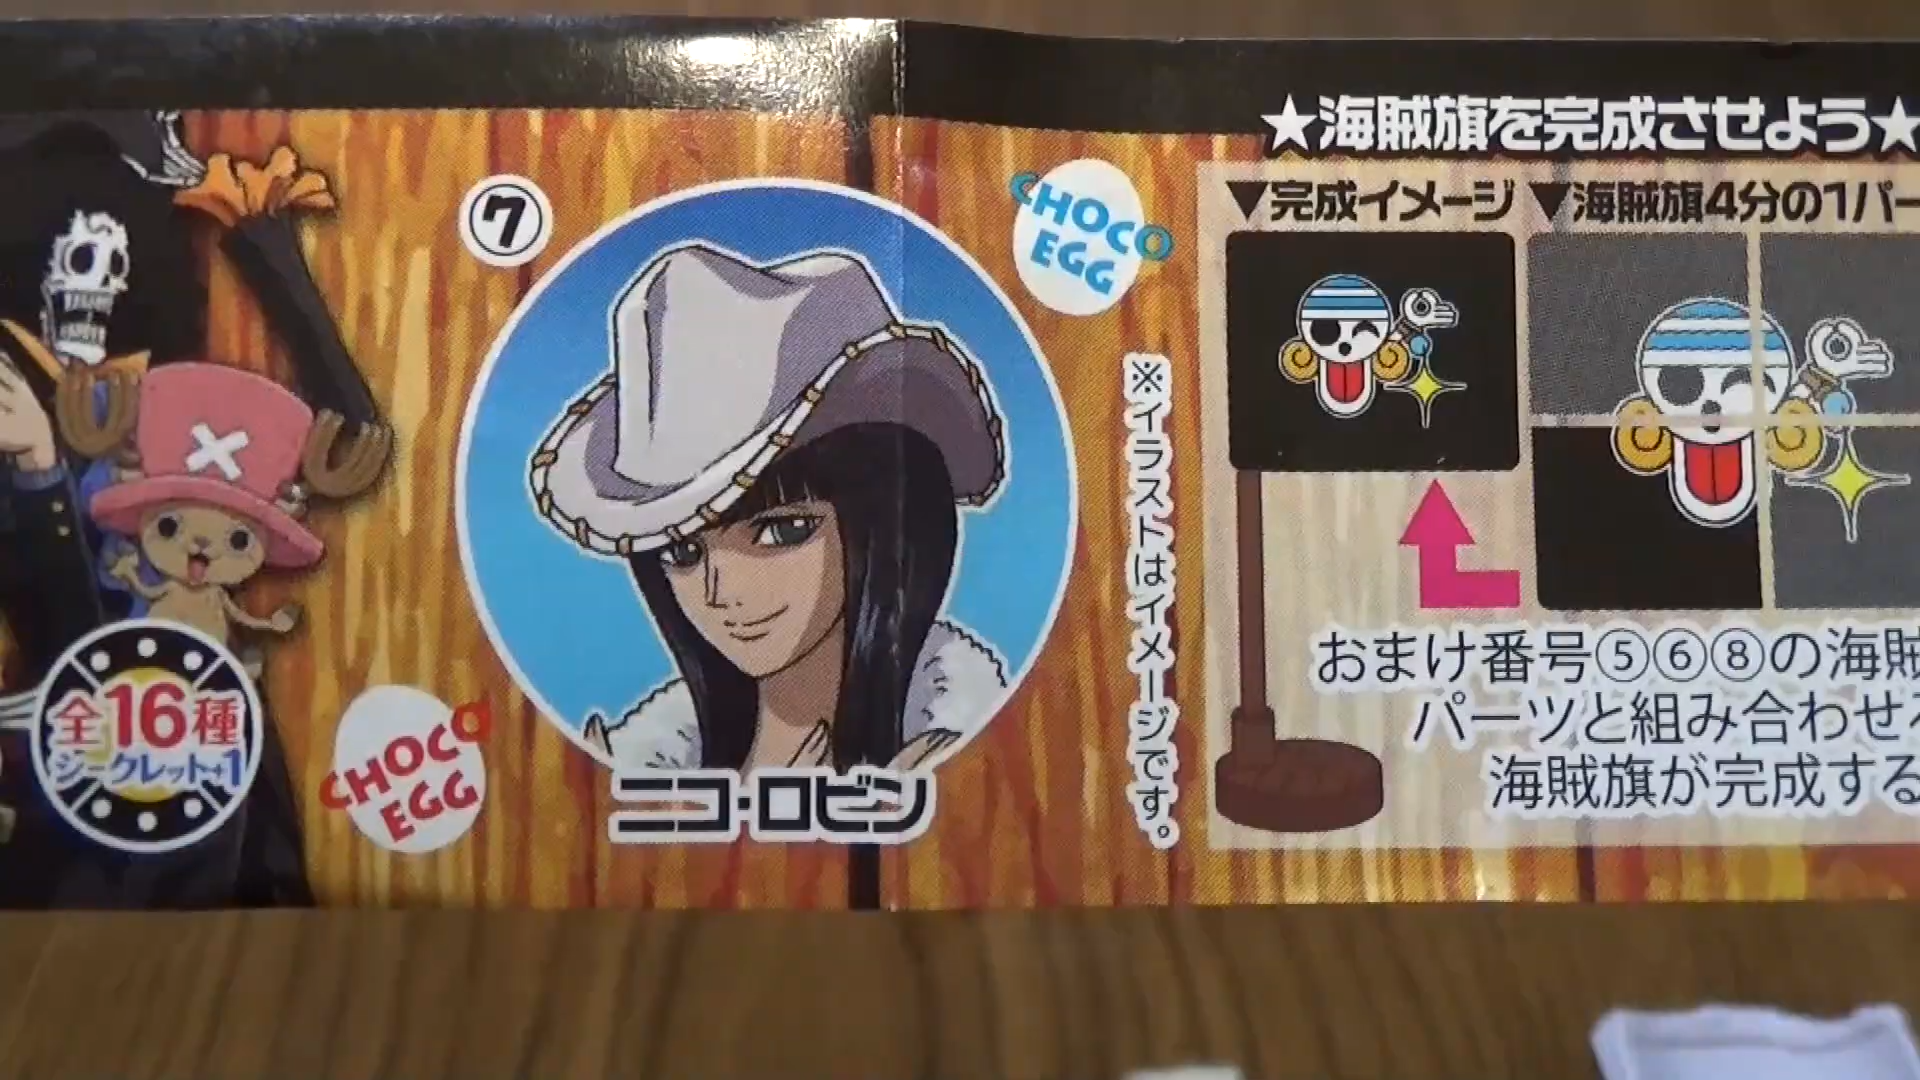 全16種
シークレット+1
CHOCO
EGG
⑦
ニコ・ロビン
CHOCO
EGG
※イラストはイメージです。
★海賊旗を完成させよう★
▼完成イメージ
▼海賊旗4分の1パー
おまけ番号⑤⑥⑧の海賊
パーツと組み合わせ
海賊旗が完成する